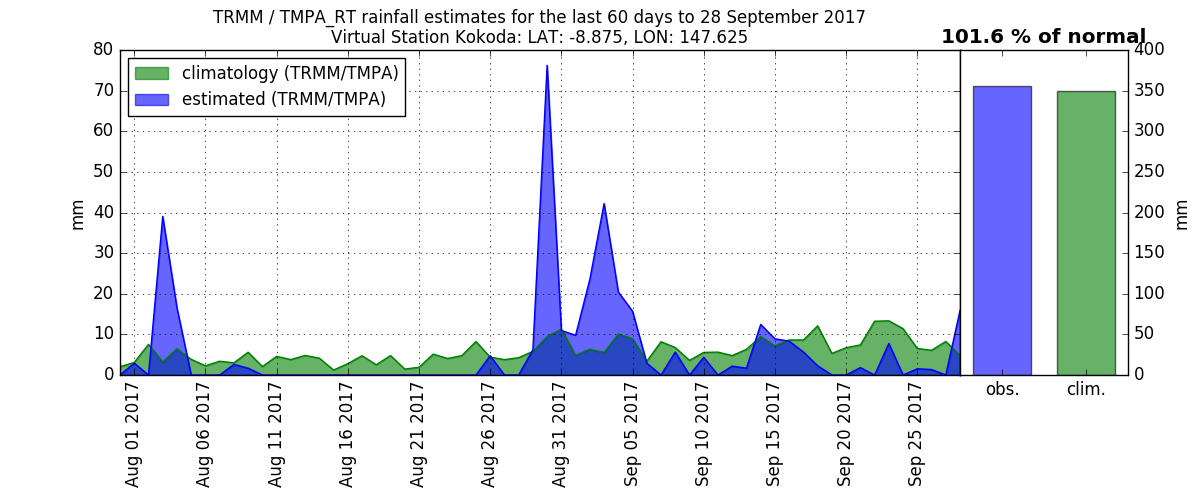 TRMM / TMPA_RT rainfall estimates for the last 60 days to 28 September 2017
Virtual Station Kokoda: LAT: -8.875, LON: 147.625
101.6 % of normal
climatology (TRMM/TMPA)
estimated (TRMM/TMPA)
mm
80
70
60
50
40
30
20
10
0
Aug 01 2017
Aug 06 2017
Aug 11 2017
Aug 16 2017
Aug 21 2017
Aug 26 2017
Aug 31 2017
Sep 05 2017
Sep 10 2017
Sep 15 2017
Sep 20 2017
Sep 25 2017
obs.
clim.
400
350
300
250
200
150
100
50
0
mm